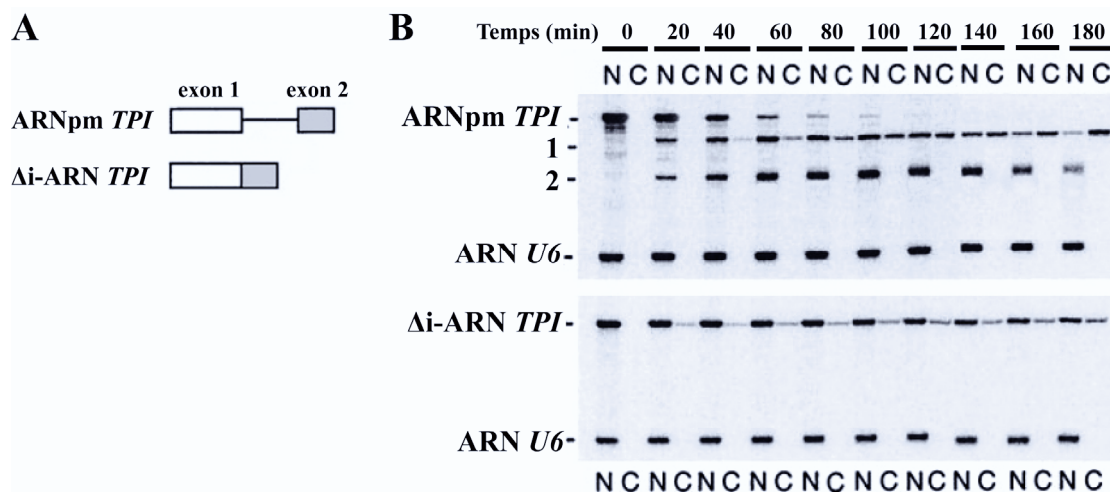 A
exon 1 exon 2
ARNpm TPI
Δi-ARN TPI
B
Temps (min) 0 20 40 60 80 100 120 140 160 180
N C N C N C N C N C N C N C N C N C N C
ARNpm TPI -
1 -
2 -
ARN U6 -
Δi-ARN TPI -
ARN U6 -
N C N C N C N C N C N C N C N C N C N C